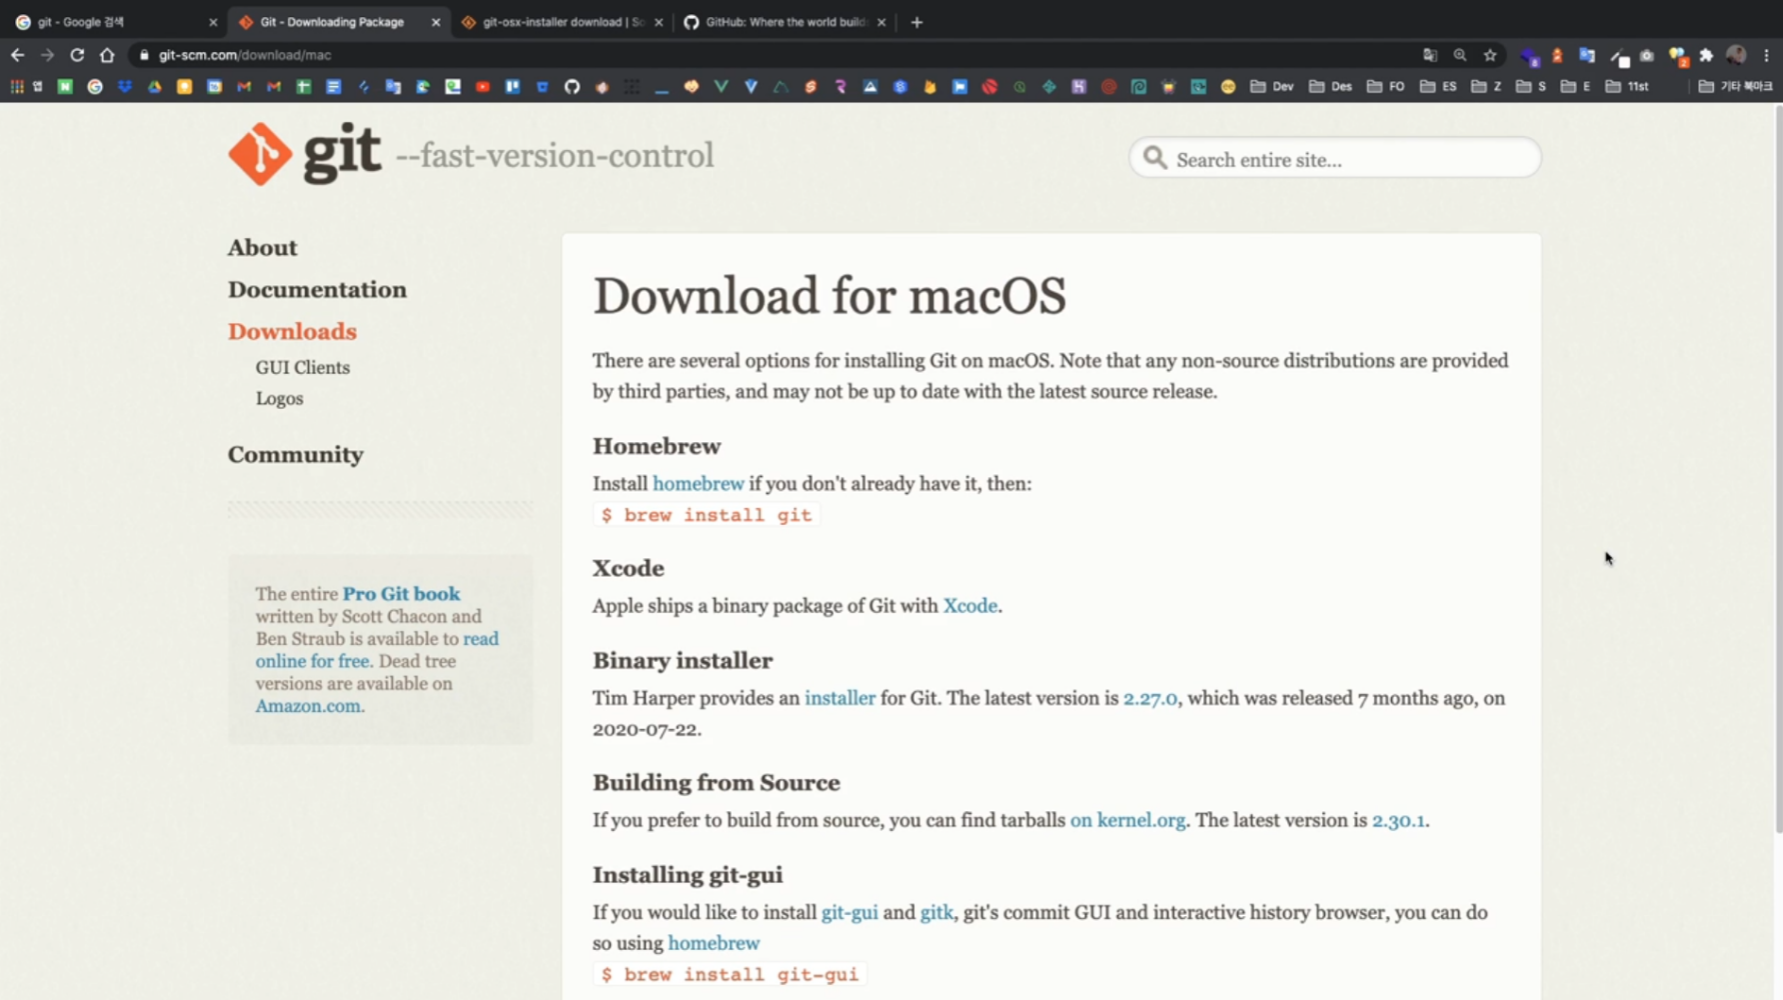 git - Google 검색
Git - Downloading Package
git-osx-installer download | So
GitHub: Where the world builds
git-scm.com/download/mac
앱
Dev
Des
FO
ES
Z
S
E
11st
기타 북마크
git --fast-version-control
Search entire site...
About
Documentation
Downloads
GUI Clients
Logos
Community
The entire Pro Git book
written by Scott Chacon and
Ben Straub is available to read
online for free. Dead tree
versions are available on
Amazon.com.
Download for macOS
There are several options for installing Git on macOS. Note that any non-source distributions are provided
by third parties, and may not be up to date with the latest source release.
Homebrew
Install homebrew if you don't already have it, then:
$ brew install git
Xcode
Apple ships a binary package of Git with Xcode.
Binary installer
Tim Harper provides an installer for Git. The latest version is 2.27.0, which was released 7 months ago, on
2020-07-22.
Building from Source
If you prefer to build from source, you can find tarballs on kernel.org. The latest version is 2.30.1.
Installing git-gui
If you would like to install git-gui and gitk, git's commit GUI and interactive history browser, you can do
so using homebrew
$ brew install git-gui